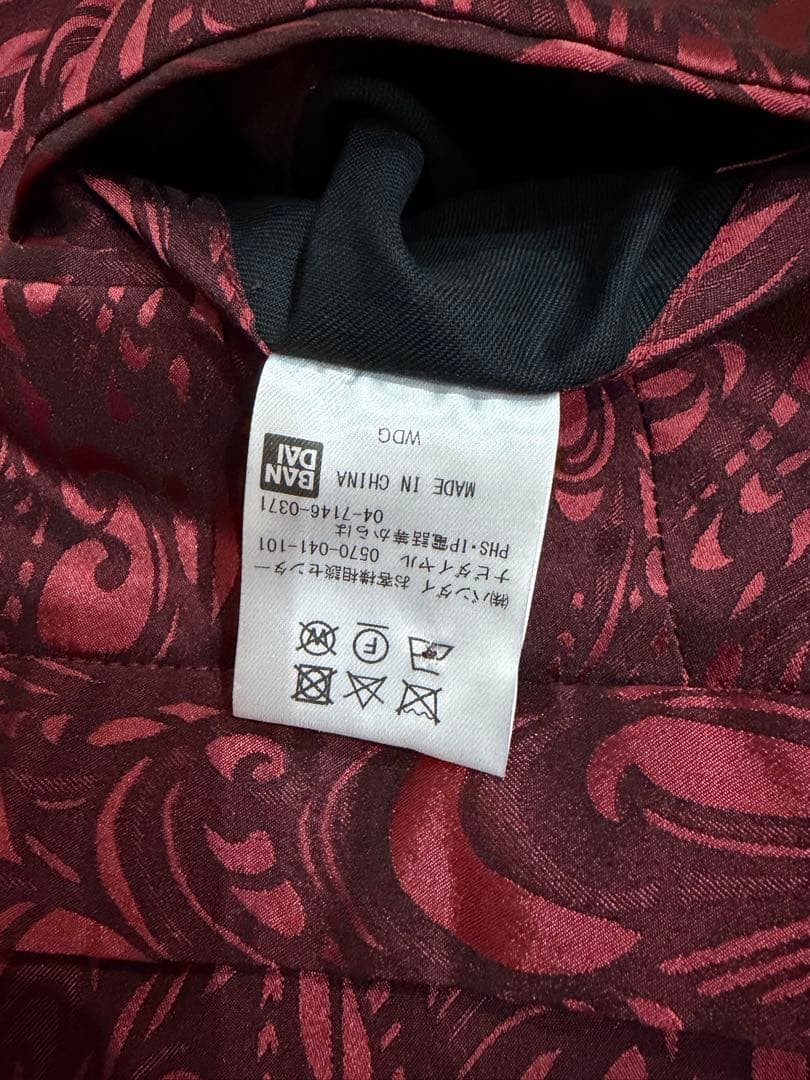 ㈱バンダイ お客様相談センター
ナビダイヤル 0570-041-101
PHS・IP電話等からは
04-7146-0371
MADE IN CHINA
BAN
DAI
WDG